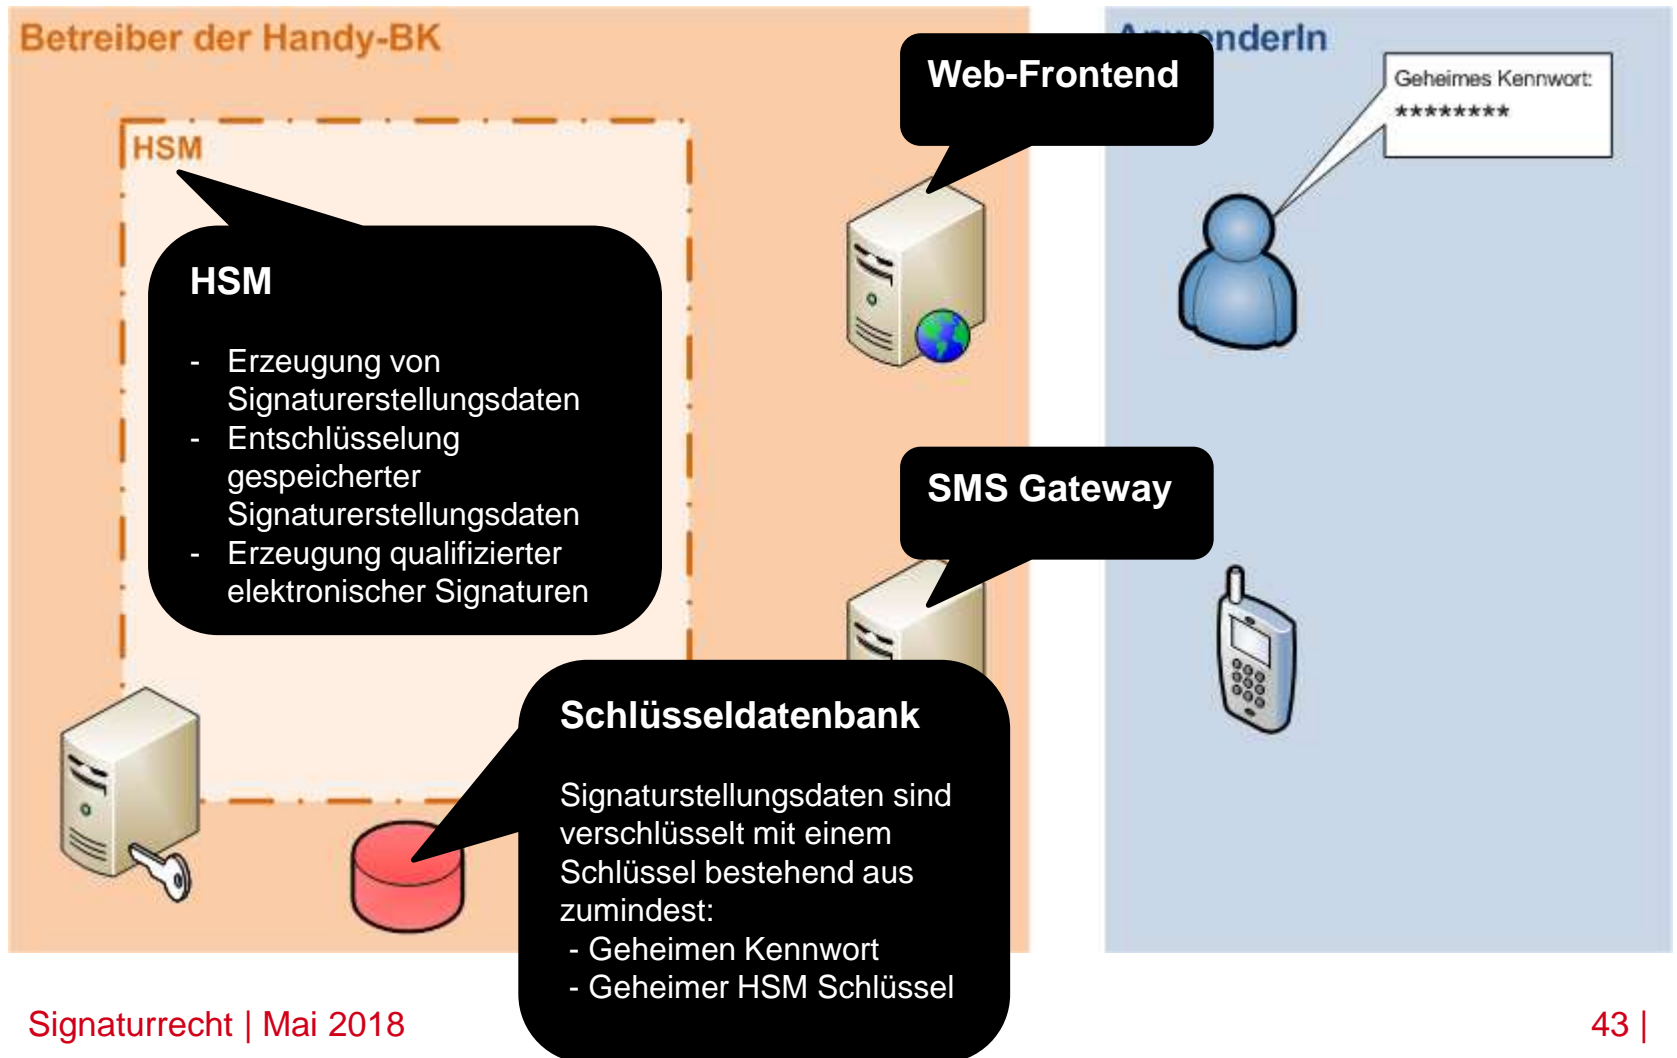 Betreiber der Handy-BK
HSM
HSM
- Erzeugung von
Signaturerstellungsdaten
- Entschlüsselung
gespeicherter
Signaturerstellungsdaten
- Erzeugung qualifizierter
elektronischer Signaturen
Web-Frontend
SMS Gateway
Schlüsseldatenbank
Signaturstellungsdaten sind
verschlüsselt mit einem
Schlüssel bestehend aus
zumindest:
- Geheimen Kennwort
- Geheimer HSM Schlüssel
Geheimes Kennwort:
********
Signaturrecht | Mai 2018
43 |